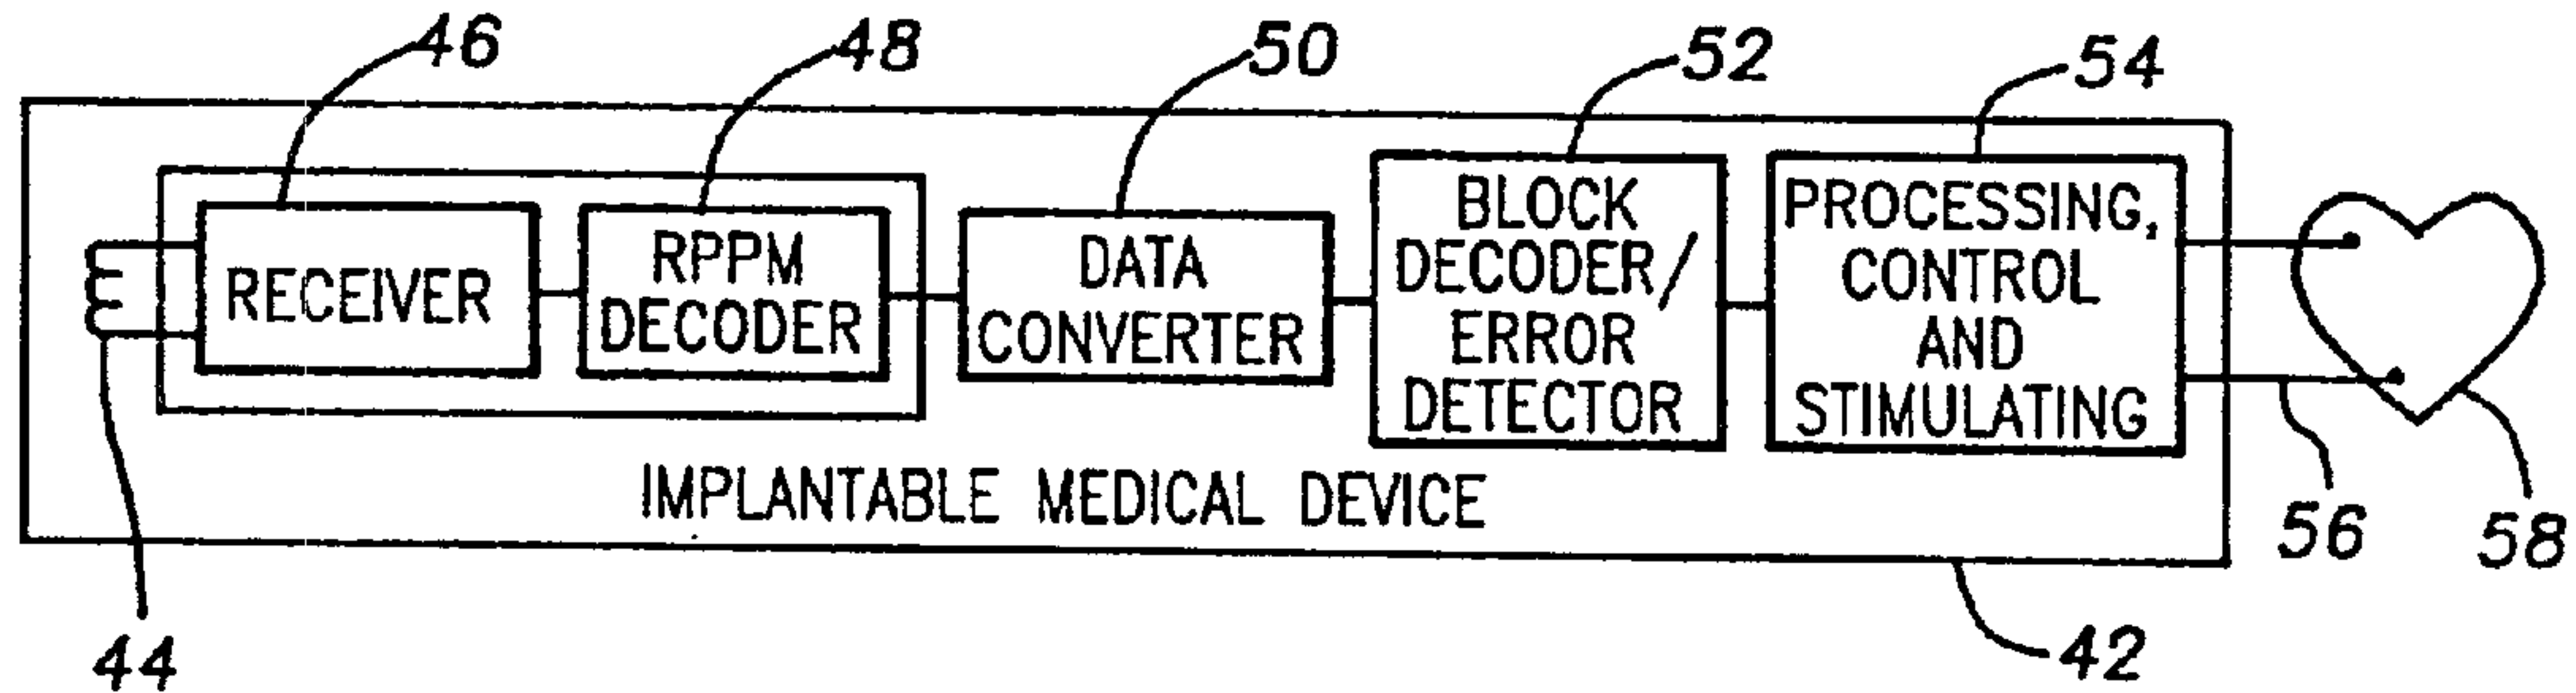 46
48
50
52
54
RECEIVER
RPPM
DECODER
DATA
CONVERTER
BLOCK
DECODER/
ERROR
DETECTOR
PROCESSING,
CONTROL
AND
STIMULATING
IMPLANTABLE MEDICAL DEVICE
44
42
56
58